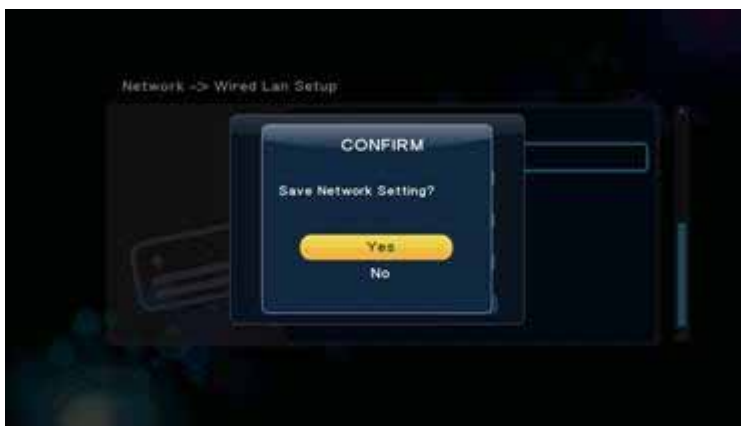 Network -> Wired Lan Setup
CONFIRM
Save Network Setting?
Yes
No